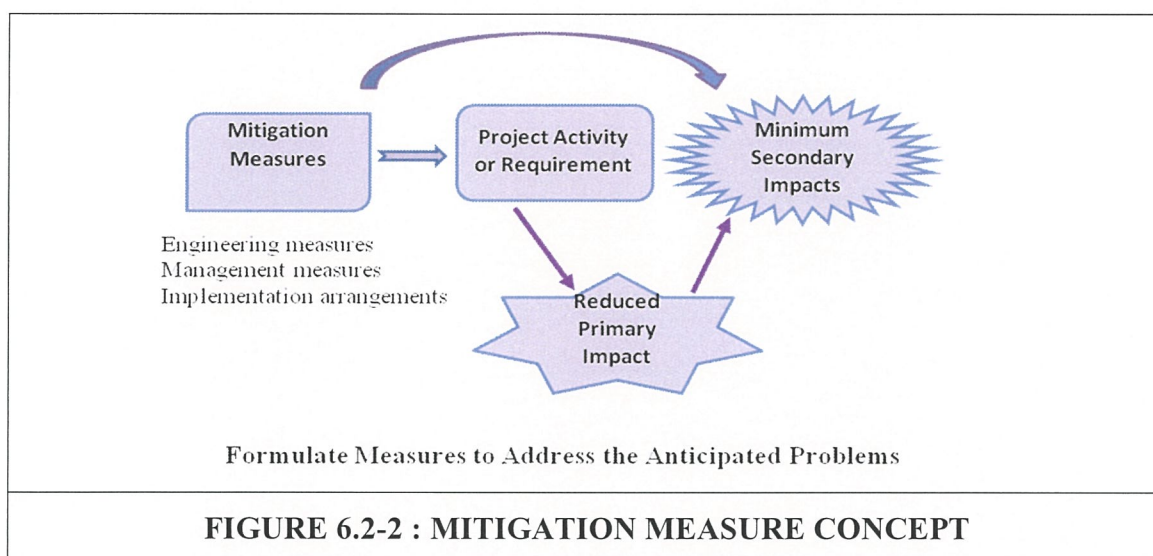 Mitigation
Measures
Project Activity
or Requirement
Minimum
Secondary
Impacts
Engineering measures
Management measures
Implementation arrangements
Reduced
Primary
Impact
Formulate Measures to Address the Anticipated Problems
FIGURE 6.2-2 : MITIGATION MEASURE CONCEPT